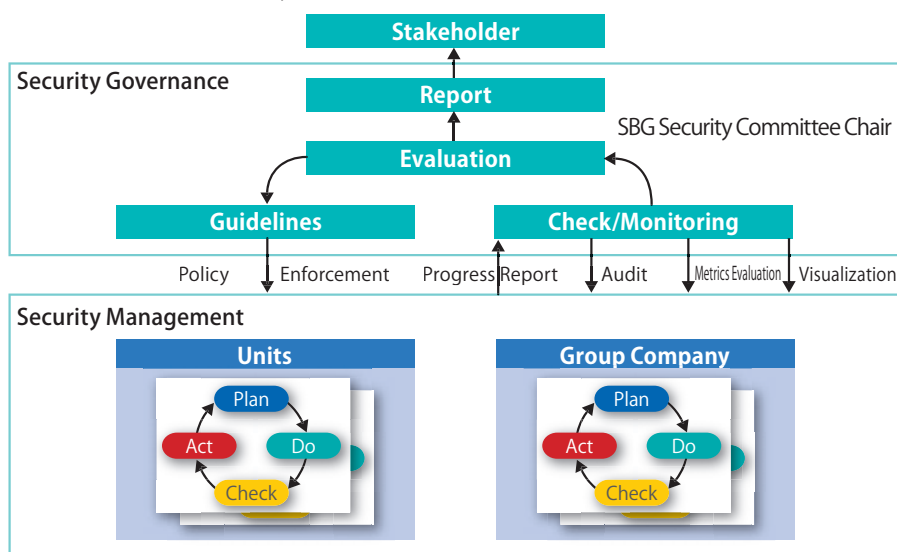 Stakeholder
Security Governance
Report
SBG Security Committee Chair
Evaluation
Guidelines
Check/Monitoring
Policy
Enforcement
Progress Report
Audit
Metrics Evaluation
Visualization
Security Management
Units
Group Company
Plan
Act
Do
Check
Plan
Act
Do
Check